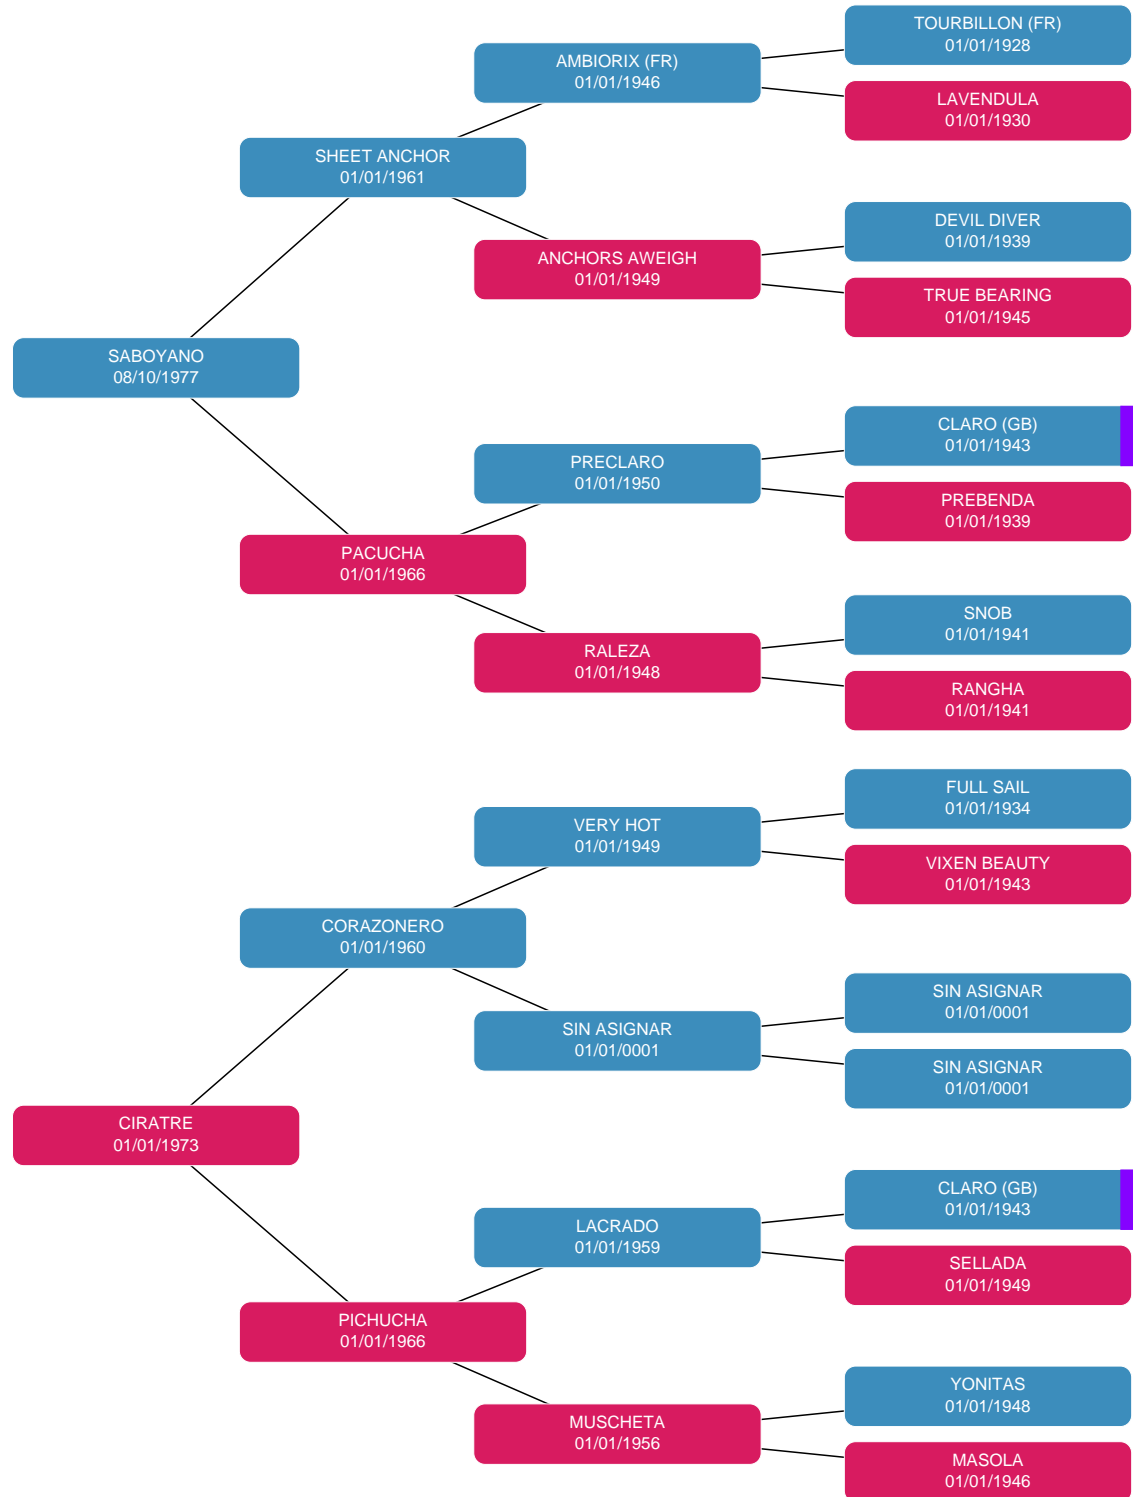 TOURBILLON (FR)
01/01/1928
AMBIORIX (FR)
01/01/1946
LAVENDULA
01/01/1930
SHEET ANCHOR
01/01/1961
DEVIL DIVER
01/01/1939
ANCHORS AWEIGH
01/01/1949
TRUE BEARING
01/01/1945
SABOYANO
08/10/1977
CLARO (GB)
01/01/1943
PRECLARO
01/01/1950
PREBENDA
01/01/1939
PACUCHA
01/01/1966
SNOB
01/01/1941
RALEZA
01/01/1948
RANGHA
01/01/1941
FULL SAIL
01/01/1934
VERY HOT
01/01/1949
VIXEN BEAUTY
01/01/1943
CORAZONERO
01/01/1960
SIN ASIGNAR
01/01/0001
SIN ASIGNAR
01/01/0001
SIN ASIGNAR
01/01/0001
CIRATRE
01/01/1973
CLARO (GB)
01/01/1943
LACRADO
01/01/1959
SELLADA
01/01/1949
PICHUCHA
01/01/1966
YONITAS
01/01/1948
MUSCHETA
01/01/1956
MASOLA
01/01/1946